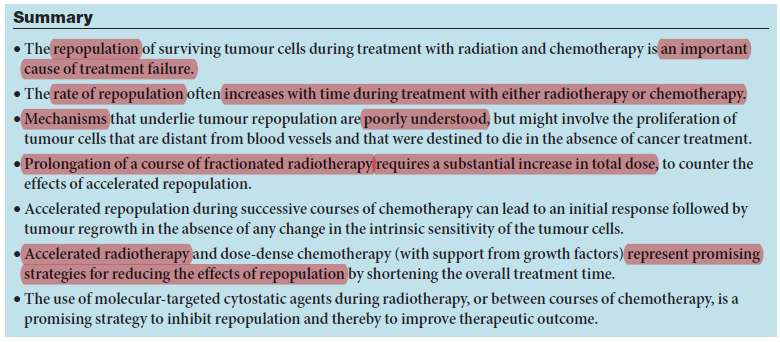 Summary
• The repopulation of surviving tumour cells during treatment with radiation and chemotherapy is an important
cause of treatment failure.
• The rate of repopulation often increases with time during treatment with either radiotherapy or chemotherapy.
• Mechanisms that underlie tumour repopulation are poorly understood, but might involve the proliferation of
tumour cells that are distant from blood vessels and that were destined to die in the absence of cancer treatment.
• Prolongation of a course of fractionated radiotherapy requires a substantial increase in total dose, to counter the
effects of accelerated repopulation.
• Accelerated repopulation during successive courses of chemotherapy can lead to an initial response followed by
tumour regrowth in the absence of any change in the intrinsic sensitivity of the tumour cells.
• Accelerated radiotherapy and dose-dense chemotherapy (with support from growth factors) represent promising
strategies for reducing the effects of repopulation by shortening the overall treatment time.
• The use of molecular-targeted cytostatic agents during radiotherapy, or between courses of chemotherapy, is a
promising strategy to inhibit repopulation and thereby to improve therapeutic outcome.